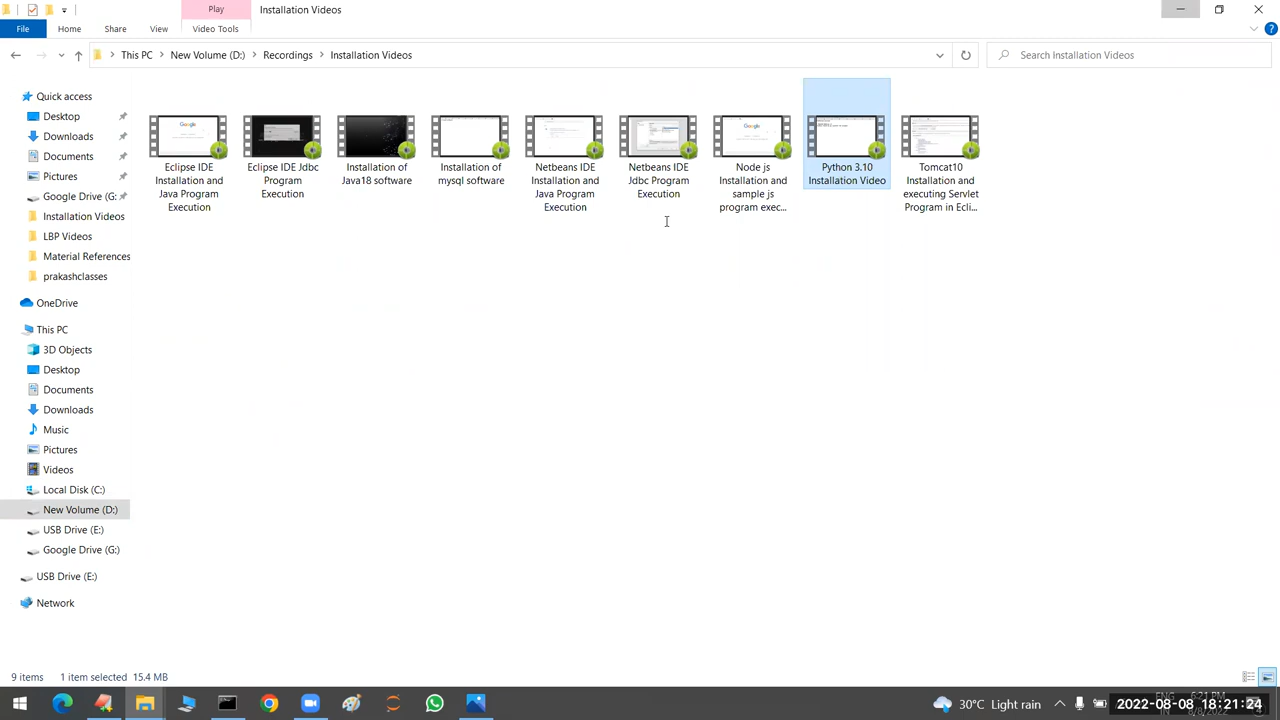 Play
Installation Videos
File
Home
Share
View
Video Tools
This PC
New Volume (D:)
Recordings
Installation Videos
Search Installation Videos
Quick access
Desktop
Downloads
Documents
Pictures
Google Drive (G:
Installation Videos
LBP Videos
Material References
prakashclasses
OneDrive
This PC
3D Objects
Desktop
Documents
Downloads
Music
Pictures
Videos
Local Disk (C:)
New Volume (D:)
USB Drive (E:)
Google Drive (G:)
USB Drive (E:)
Network
Google
Eclipse IDE
Installation and
Java Program
Execution
Eclipse IDE Jdbc
Program
Execution
Installation of
Java18 software
Installation of
mysql software
Netbeans IDE
Installation and
Java Program
Execution
Netbeans IDE
Jdbc Program
Execution
Google
Node js
Installation and
sample js
program exec...
Python 3.10
Installation Video
Tomcat10
Installation and
executing Servlet
Program in Ecli...
9 items
1 item selected
15.4 MB
30°C Light rain
ENG
6:21 PM
2022-08-08 18:21:24